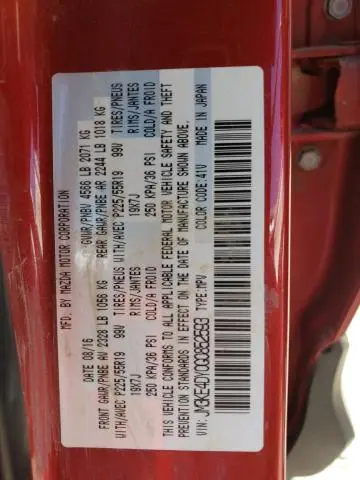 MFD. BY MAZDA MOTOR CORPORATION
DATE 08/16 GVWR/PNBV 4566 LB 2071 KG
FRONT GAWR/PNBE AV 2328 LB 1056 KG REAR GAWR/PNBE AR 2244 LB 1018 KG
WITH/AVEC P225/55R19 99V TIRES/PNEUS WITH/AVEC P225/55R19 99V TIRES/PNEUS
19X7J RIMS/JANTES 19X7J RIMS/JANTES
250 KPA/36 PSI COLD/A FROID 250 KPA/36 PSI COLD/A FROID
THIS VEHICLE CONFORMS TO ALL APPLICABLE FEDERAL MOTOR VEHICLE SAFETY AND THEFT
PREVENTION STANDARDS IN EFFECT ON THE DATE OF MANUFACTURE SHOWN ABOVE.
VIN: TYPE:MPV COLOR CODE:41V MADE IN JAPAN